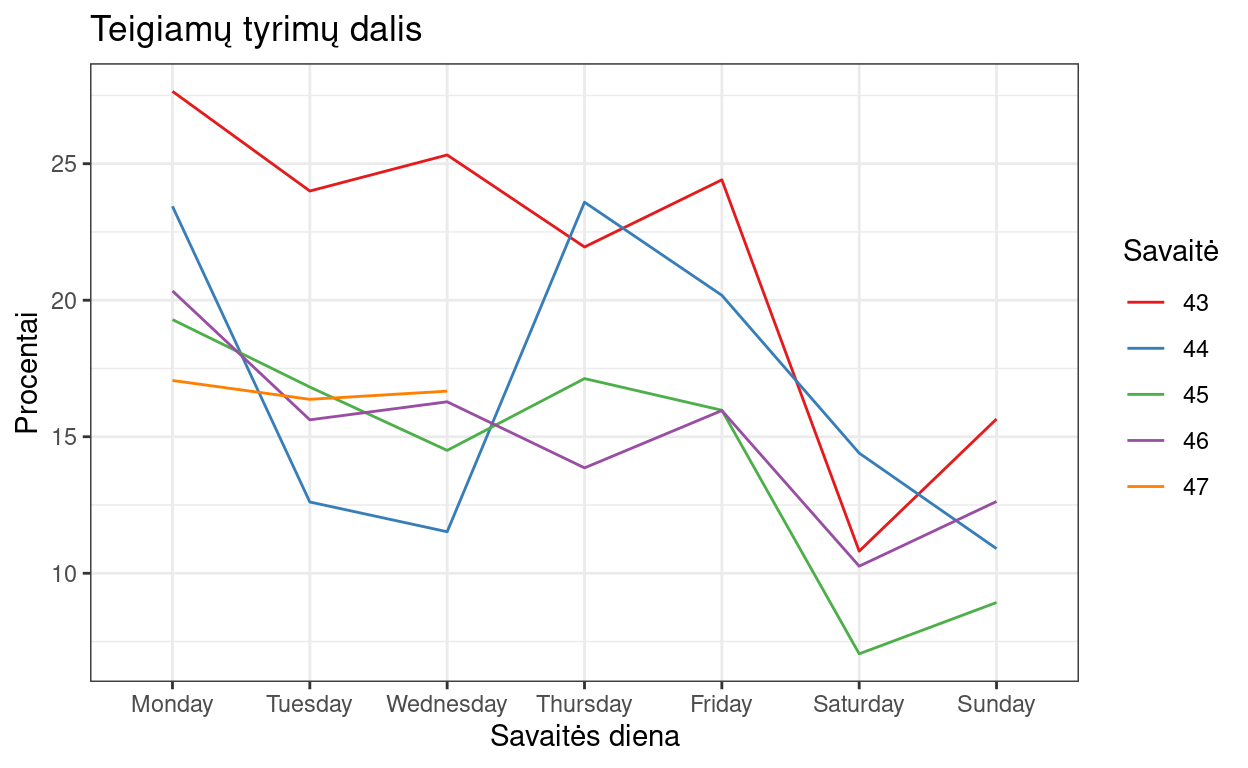 Teigiamų tyrimų dalis
Procentai
25
20
15
10
Monday Tuesday Wednesday Thursday Friday Saturday Sunday
Savaitės diena
Savaitė
43
44
45
46
47